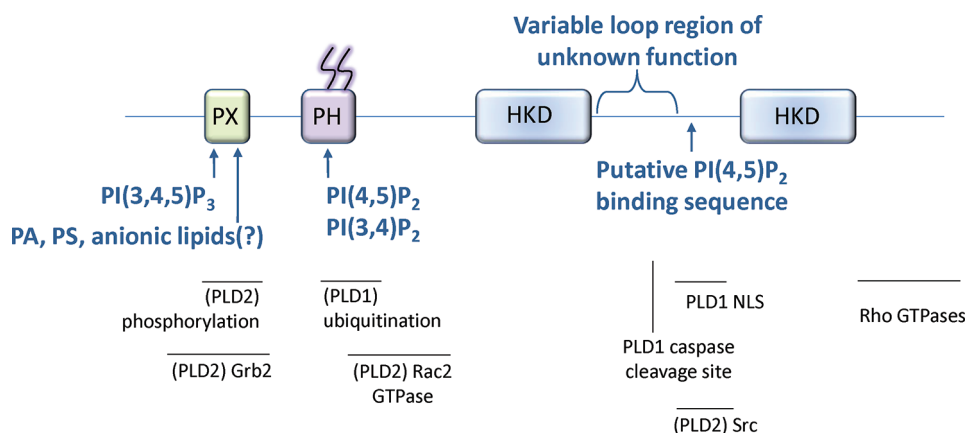 Variable loop region of
unknown function
PX
PH
HKD
HKD
PI(3,4,5)P3
PA, PS, anionic lipids(?)
PI(4,5)P2
PI(3,4)P2
Putative PI(4,5)P2
binding sequence
(PLD2)
phosphorylation
(PLD1)
ubiquitination
PLD1 NLS
Rho GTPases
(PLD2) Grb2
(PLD2) Rac2
GTPase
PLD1 caspase
cleavage site
(PLD2) Src